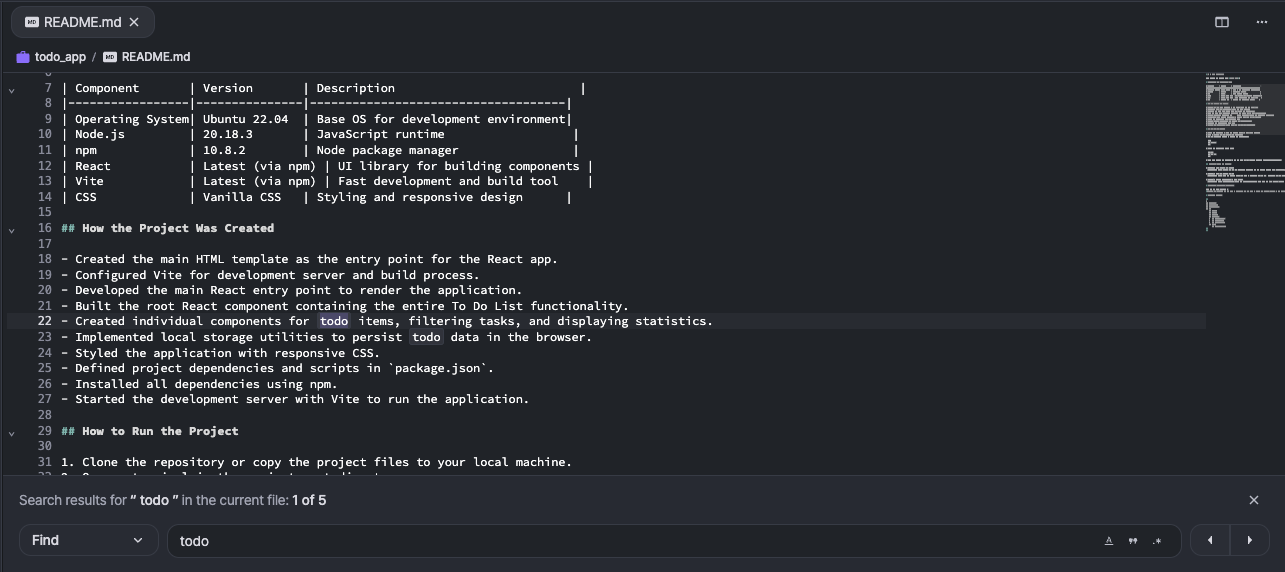 README.md
todo_app / README.md
7 | Component | Version | Description |
8 |-----------------|---------------|------------------------------------|
9 | Operating System| Ubuntu 22.04 | Base OS for development environment|
10 | Node.js | 20.18.3 | JavaScript runtime |
11 | npm | 10.8.2 | Node package manager |
12 | React | Latest (via npm) | UI library for building components |
13 | Vite | Latest (via npm) | Fast development and build tool |
14 | CSS | Vanilla CSS | Styling and responsive design |
15
16 ## How the Project Was Created
17
18 - Created the main HTML template as the entry point for the React app.
19 - Configured Vite for development server and build process.
20 - Developed the main React entry point to render the application.
21 - Built the root React component containing the entire To Do List functionality.
22 - Created individual components for todo items, filtering tasks, and displaying statistics.
23 - Implemented local storage utilities to persist todo data in the browser.
24 - Styled the application with responsive CSS.
25 - Defined project dependencies and scripts in `package.json`.
26 - Installed all dependencies using npm.
27 - Started the development server with Vite to run the application.
28
29 ## How to Run the Project
30
31 1. Clone the repository or copy the project files to your local machine.
Search results for “ todo ” in the current file: 1 of 5
Find
todo